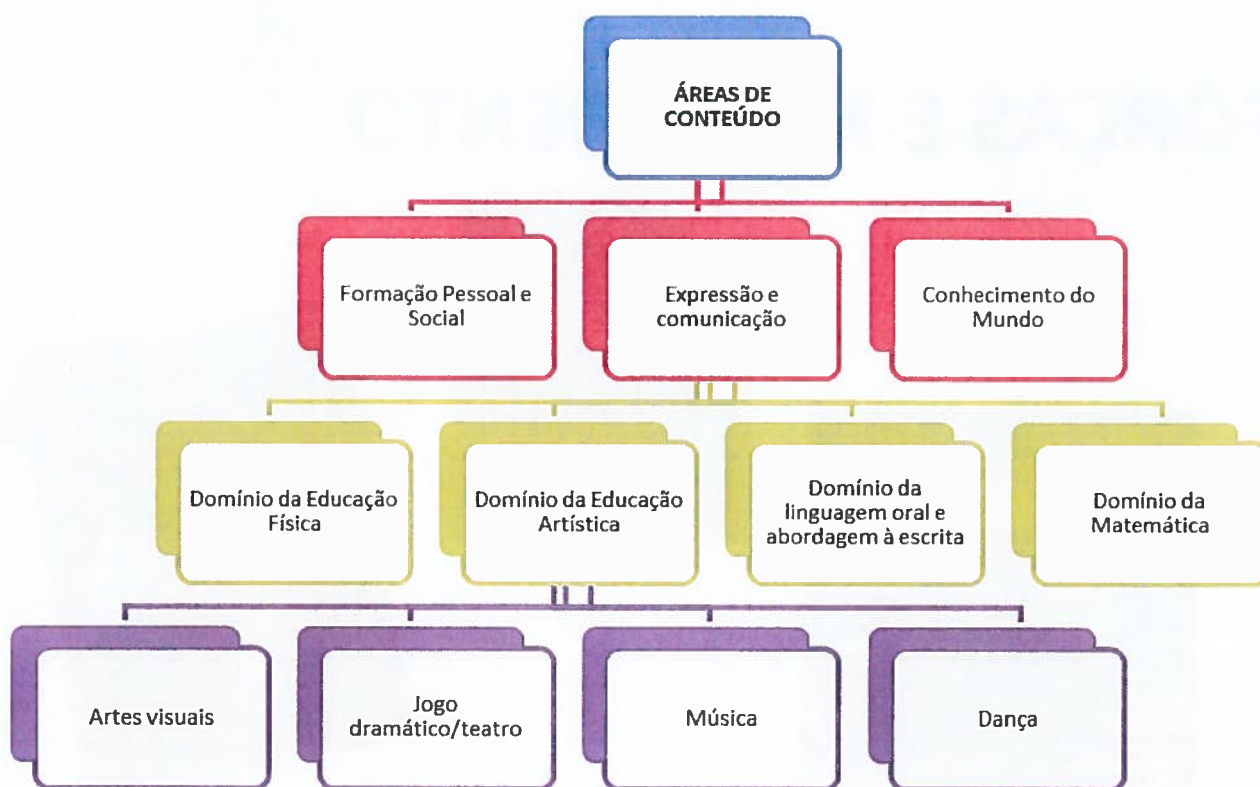 ÁREAS DE
CONTEÚDO
Formação Pessoal e
Social
Expressão e
comunicação
Conhecimento do
Mundo
Domínio da Educação
Física
Domínio da Educação
Artística
Domínio da
linguagem oral e
abordagem à escrita
Domínio da
Matemática
Artes visuais
Jogo
dramático/teatro
Música
Dança